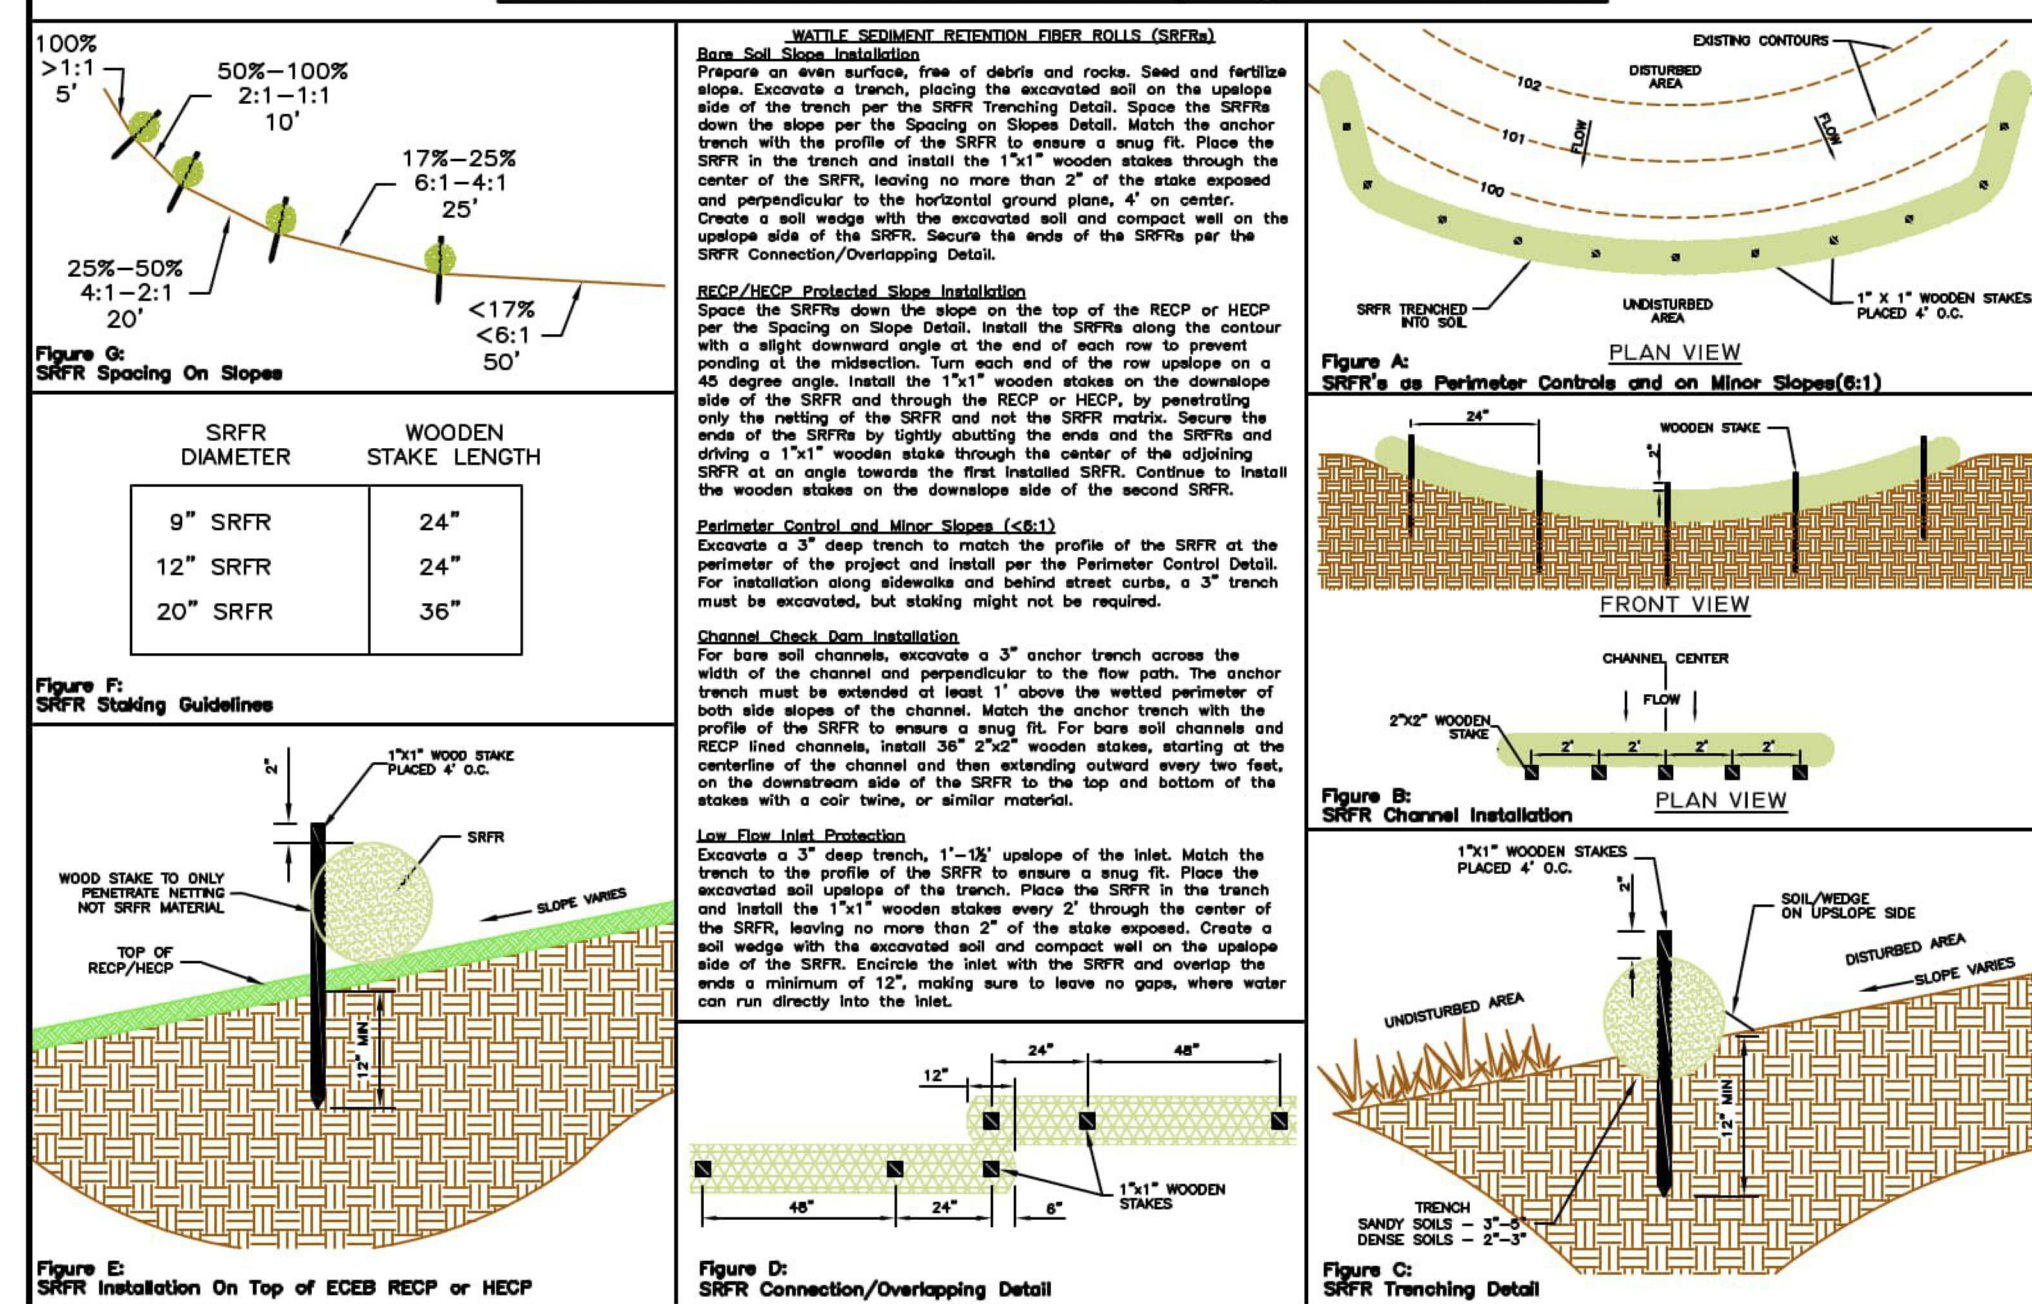 100%
>1:1
5'
50%-100%
2:1-1:1
10'
17%-25%
6:1-4:1
25'
25%-50%
4:1-2:1
20'
<17%
<6:1
50'
Figure G:
SRFR Spacing On Slopes
SRFR
DIAMETER
WOODEN
STAKE LENGTH
9" SRFR 24"
12" SRFR 24"
20" SRFR 36"
Figure F:
SRFR Staking Guidelines
2"
1"X1" WOOD STAKE
PLACED 4' O.C.
SRFR
WOOD STAKE TO ONLY
PENETRATE NETTING
NOT SRFR MATERIAL
SLOPE VARIES
TOP OF
RECP/HECP
12" MIN
Figure E:
SRFR Installation On Top of ECEB RECP or HECP
WATTLE SEDIMENT RETENTION FIBER ROLLS (SRFRs)
Bare Soil Slope Installation
Prepare an even surface, free of debris and rocks. Seed and fertilize
slope. Excavate a trench, placing the excavated soil on the upslope
side of the trench per the SRFR Trenching Detail. Space the SRFRs
down the slope per the Spacing on Slopes Detail. Match the anchor
trench with the profile of the SRFR to ensure a snug fit. Place the
SRFR in the trench and install the 1"x1" wooden stakes through the
center of the SRFR, leaving no more than 2" of the stake exposed
and perpendicular to the horizontal ground plane, 4' on center.
Create a soil wedge with the excavated soil and compact well on the
upslope side of the SRFR. Secure the ends of the SRFRs per the
SRFR Connection/Overlapping Detail.
RECP/HECP Protected Slope Installation
Space the SRFRs down the slope on the top of the RECP or HECP
per the Spacing on Slope Detail. Install the SRFRs along the contour
with a slight downward angle at the end of each row to prevent
ponding at the midsection. Turn each end of the row upslope on a
45 degree angle. Install the 1"x1" wooden stakes on the downslope
side of the SRFR and through the RECP or HECP, by penetrating
only the netting of the SRFR and not the SRFR matrix. Secure the
ends of the SRFRs by tightly abutting the ends and the SRFRs and
driving a 1"x1" wooden stake through the center of the adjoining
SRFR at an angle towards the first installed SRFR. Continue to install
the wooden stakes on the downslope side of the second SRFR.
Perimeter Control and Minor Slopes (<6:1)
Excavate a 3" deep trench to match the profile of the SRFR at the
perimeter of the project and install per the Perimeter Control Detail.
For installation along sidewalks and behind street curbs, a 3" trench
must be excavated, but staking might not be required.
Channel Check Dam Installation
For bare soil channels, excavate a 3" anchor trench across the
width of the channel and perpendicular to the flow path. The anchor
trench must be extended at least 1' above the wetted perimeter of
both side slopes of the channel. Match the anchor trench with the
profile of the SRFR to ensure a snug fit. For bare soil channels and
RECP lined channels, install 36" 2"x2" wooden stakes, starting at the
centerline of the channel and then extending outward every two feet,
on the downstream side of the SRFR to the top and bottom of the
stakes with a coir twine, or similar material.
Low Flow Inlet Protection
Excavate a 3" deep trench, 1'-1½' upslope of the inlet. Match the
trench to the profile of the SRFR to ensure a snug fit. Place the
excavated soil upslope of the trench. Place the SRFR in the trench
and install the 1"x1" wooden stakes every 2' through the center of
the SRFR, leaving no more than 2" of the stake exposed. Create a
soil wedge with the excavated soil and compact well on the upslope
side of the SRFR. Encircle the inlet with the SRFR and overlap the
ends a minimum of 12", making sure to leave no gaps, where water
can run directly into the inlet.
24" 48"
12"
1"x1" WOODEN
STAKES
48" 24" 6"
Figure D:
SRFR Connection/Overlapping Detail
EXISTING CONTOURS
DISTURBED
AREA
102
101
100
FLOW
FLOW
SRFR TRENCHED
INTO SOIL
UNDISTURBED
AREA
1" X 1" WOODEN STAKES
PLACED 4' O.C.
PLAN VIEW
Figure A:
SRFR's as Perimeter Controls and on Minor Slopes(6:1)
24"
WOODEN STAKE
2"
FRONT VIEW
CHANNEL CENTER
FLOW
2"X2" WOODEN
STAKE
2' 2' 2' 2'
PLAN VIEW
Figure B:
SRFR Channel Installation
1"X1" WOODEN STAKES
PLACED 4' O.C.
2"
SOIL/WEDGE
ON UPSLOPE SIDE
DISTURBED AREA
SLOPE VARIES
UNDISTURBED AREA
12" MIN
TRENCH
SANDY SOILS - 3"-5"
DENSE SOILS - 2"-3"
Figure C:
SRFR Trenching Detail